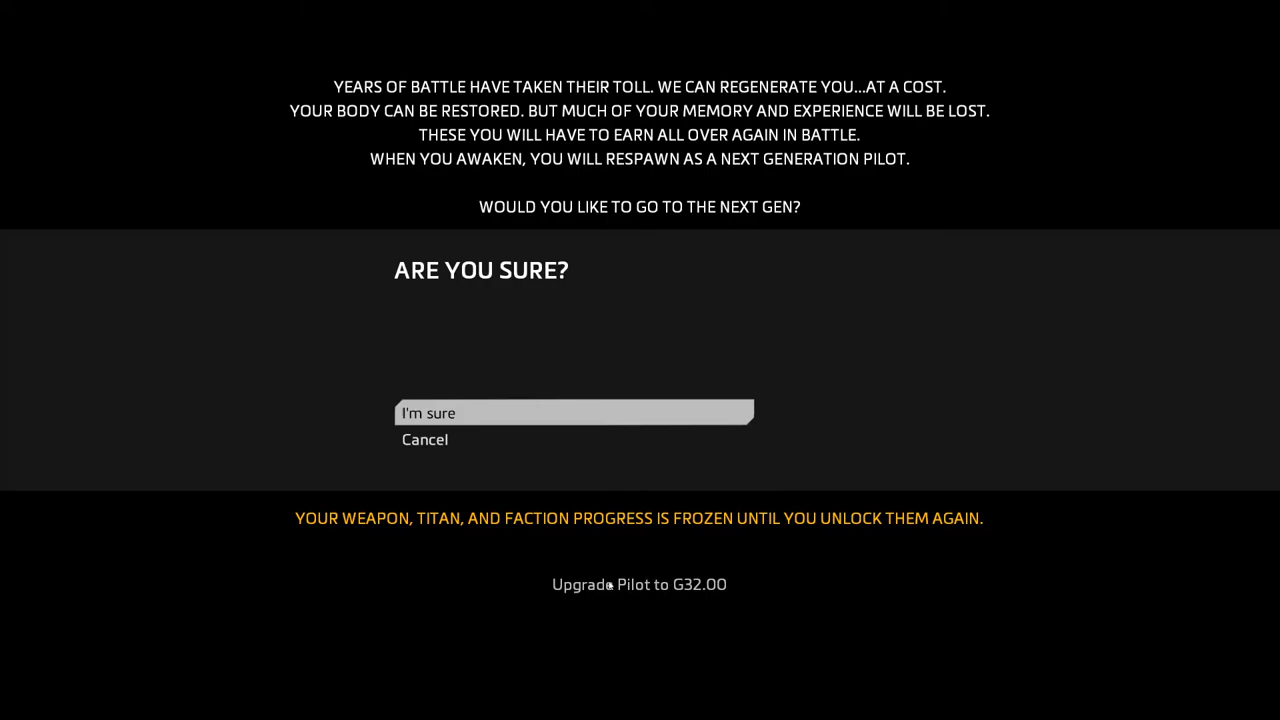 YEARS OF BATTLE HAVE TAKEN THEIR TOLL. WE CAN REGENERATE YOU...AT A COST.
YOUR BODY CAN BE RESTORED. BUT MUCH OF YOUR MEMORY AND EXPERIENCE WILL BE LOST.
THESE YOU WILL HAVE TO EARN ALL OVER AGAIN IN BATTLE.
WHEN YOU AWAKEN, YOU WILL RESPAWN AS A NEXT GENERATION PILOT.
WOULD YOU LIKE TO GO TO THE NEXT GEN?
ARE YOU SURE?
I'm sure
Cancel
YOUR WEAPON, TITAN, AND FACTION PROGRESS IS FROZEN UNTIL YOU UNLOCK THEM AGAIN.
Upgrade Pilot to G32.00